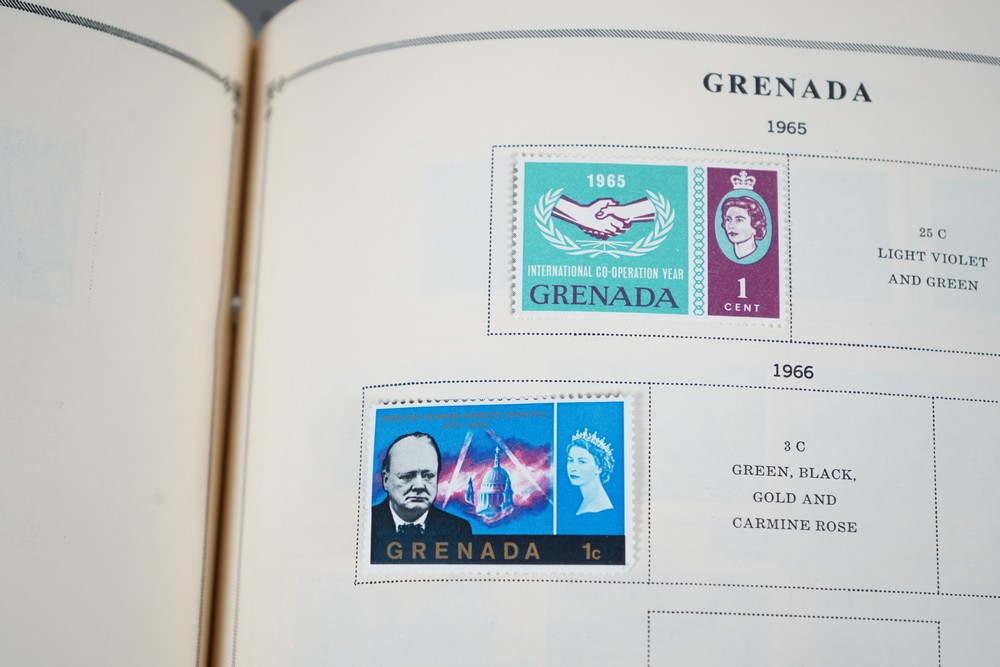 GRENADA
1965
1965
INTERNATIONAL CO-OPERATION YEAR
GRENADA
1
CENT
25 C
LIGHT VIOLET
AND GREEN
1966
GRENADA 1c
3 C
GREEN, BLACK,
GOLD AND
CARMINE ROSE